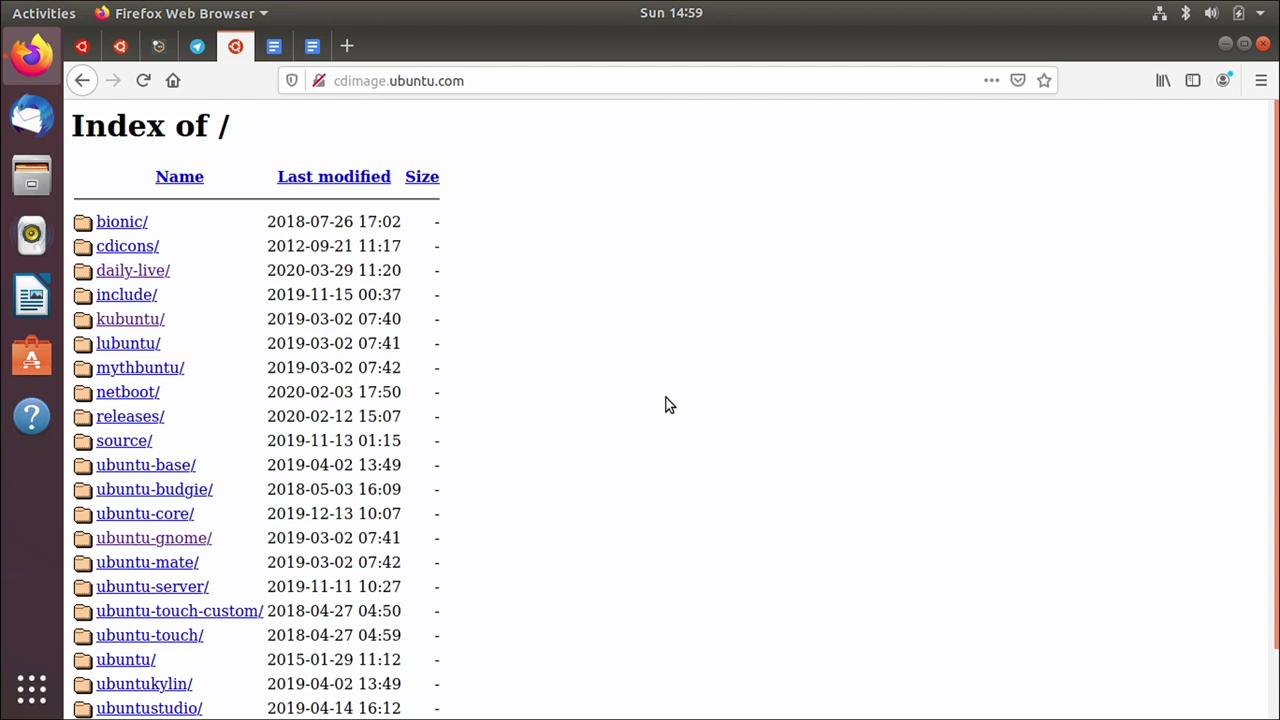 Activities Firefox Web Browser Sun 14:59
cdimage.ubuntu.com
Index of /
Name Last modified Size
bionic/ 2018-07-26 17:02 -
cdicons/ 2012-09-21 11:17 -
daily-live/ 2020-03-29 11:20 -
include/ 2019-11-15 00:37 -
kubuntu/ 2019-03-02 07:40 -
lubuntu/ 2019-03-02 07:41 -
mythbuntu/ 2019-03-02 07:42 -
netboot/ 2020-02-03 17:50 -
releases/ 2020-02-12 15:07 -
source/ 2019-11-13 01:15 -
ubuntu-base/ 2019-04-02 13:49 -
ubuntu-budgie/ 2018-05-03 16:09 -
ubuntu-core/ 2019-12-13 10:07 -
ubuntu-gnome/ 2019-03-02 07:41 -
ubuntu-mate/ 2019-03-02 07:42 -
ubuntu-server/ 2019-11-11 10:27 -
ubuntu-touch-custom/ 2018-04-27 04:50 -
ubuntu-touch/ 2018-04-27 04:59 -
ubuntu/ 2015-01-29 11:12 -
ubuntukylin/ 2019-04-02 13:49 -
ubuntustudio/ 2019-04-14 16:12 -